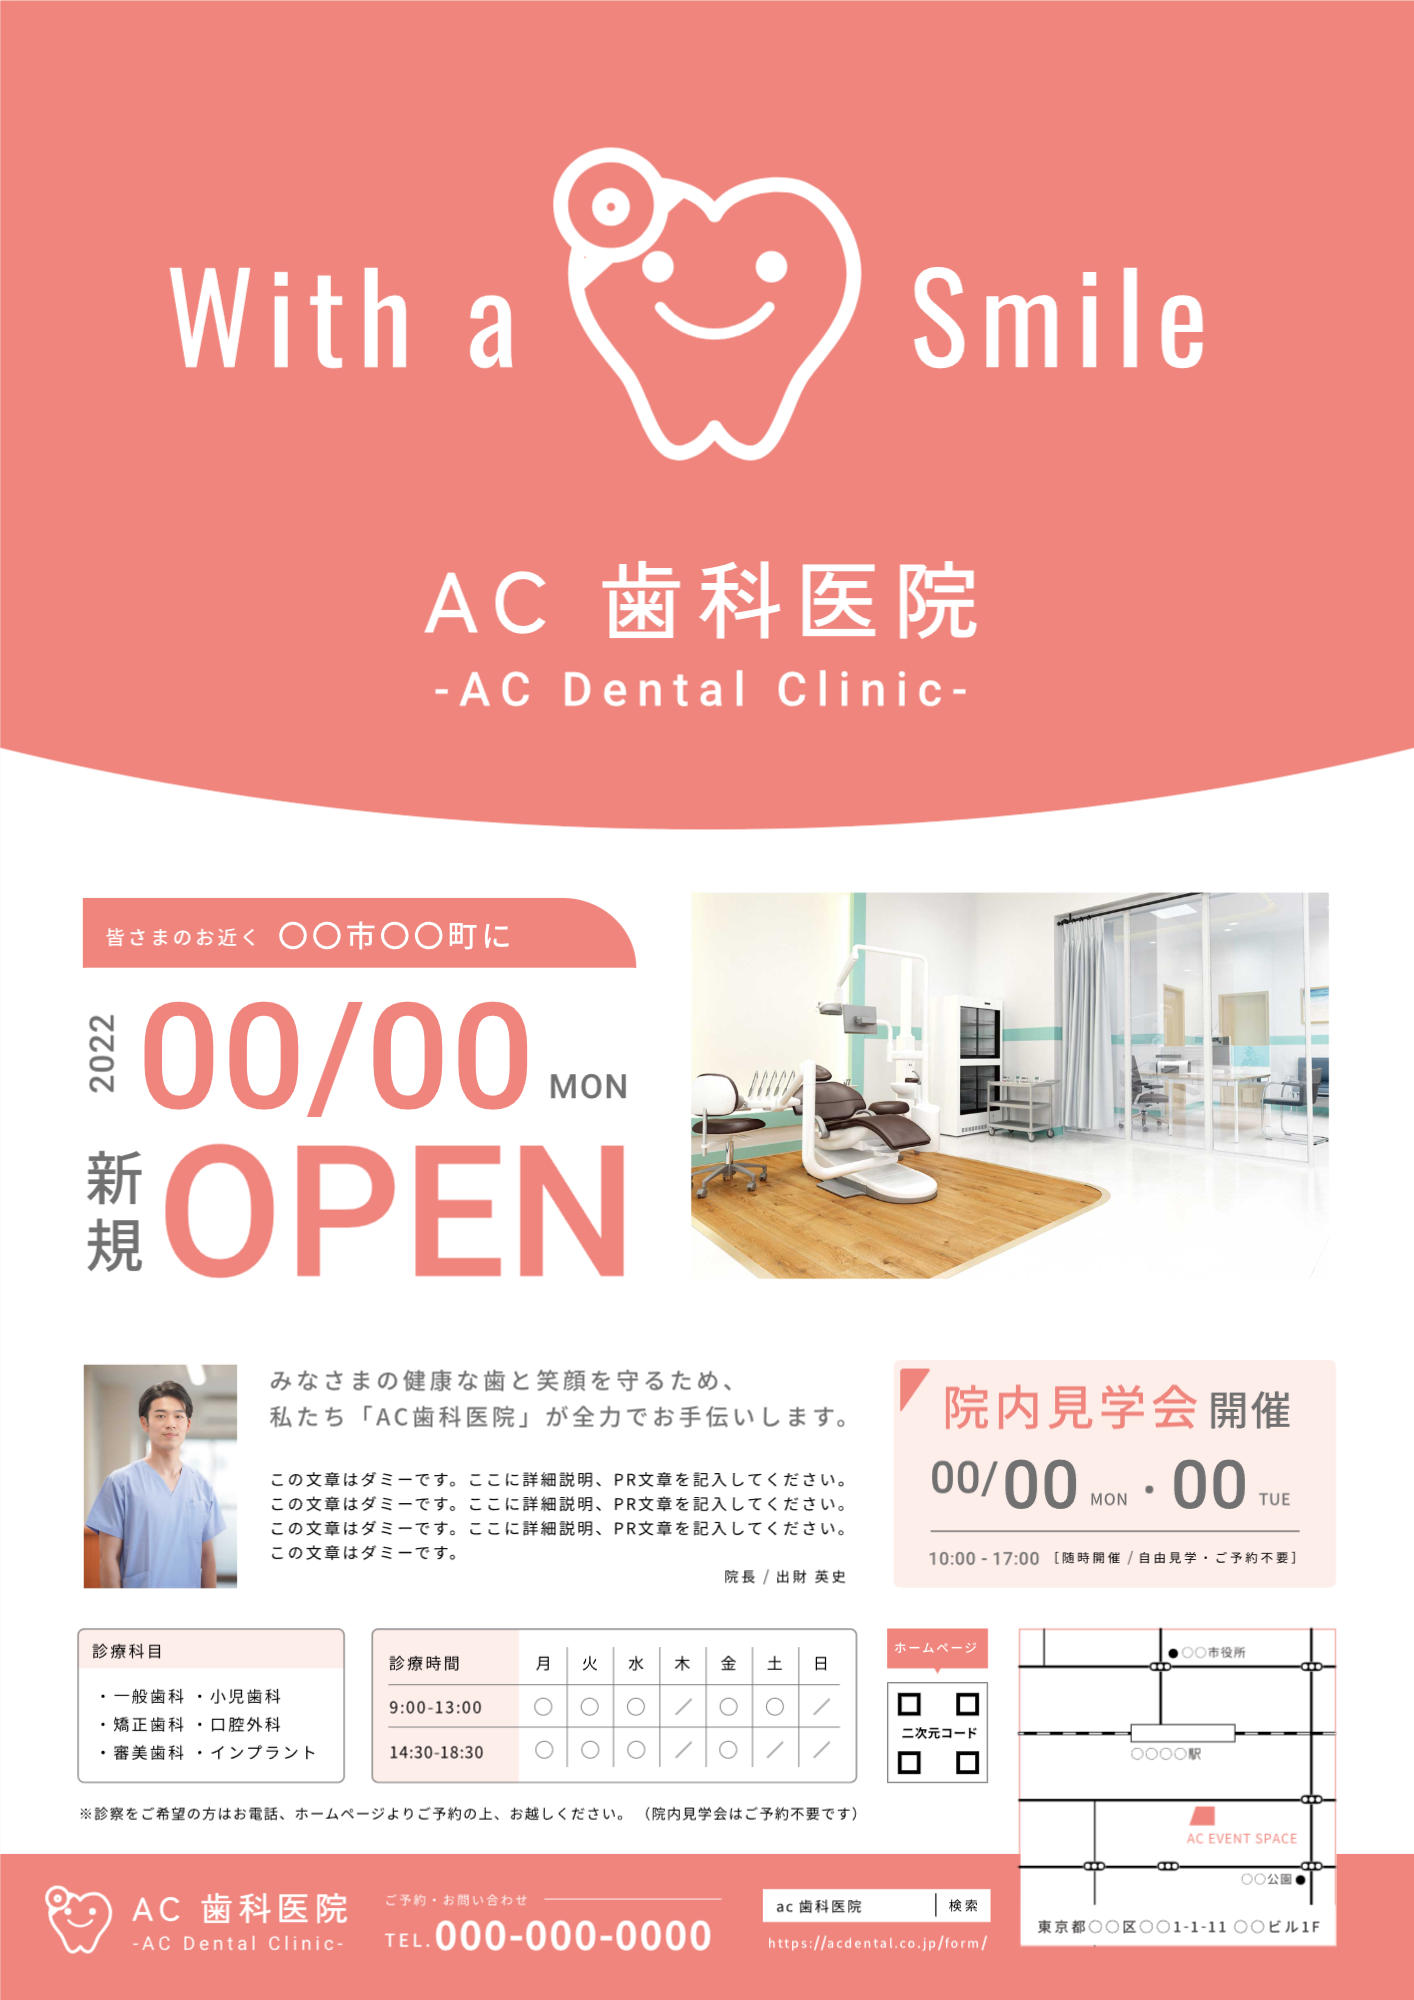 With a Smile
AC 歯科医院
-AC Dental Clinic-
皆さまのお近く 〇〇市〇〇町に
2022 00/00 MON
新規 OPEN
みなさまの健康な歯と笑顔を守るため、
私たち「AC歯科医院」が全力でお手伝いします。
この文章はダミーです。ここに詳細説明、PR文章を記入してください。
この文章はダミーです。ここに詳細説明、PR文章を記入してください。
この文章はダミーです。ここに詳細説明、PR文章を記入してください。
この文章はダミーです。
院長 / 出財 英史
院内見学会 開催
00/00 MON ・ 00 TUE
10:00 - 17:00 [随時開催 / 自由見学・ご予約不要]
診療科目
・一般歯科 ・小児歯科
・矯正歯科 ・口腔外科
・審美歯科 ・インプラント
診療時間 月 火 水 木 金 土 日
9:00-13:00 〇 〇 〇 ／ 〇 〇 ／
14:30-18:30 〇 〇 〇 ／ 〇 ／ ／
ホームページ
二次元コード
※診察をご希望の方はお電話、ホームページよりご予約の上、お越しください。（院内見学会はご予約不要です）
●〇〇市役所
〇〇〇〇駅
AC EVENT SPACE
〇〇公園●
東京都〇〇区〇〇1-1-11 〇〇ビル1F
AC 歯科医院
-AC Dental Clinic-
ご予約・お問い合わせ
TEL.000-000-0000
ac 歯科医院 検索
https://acdental.co.jp/form/